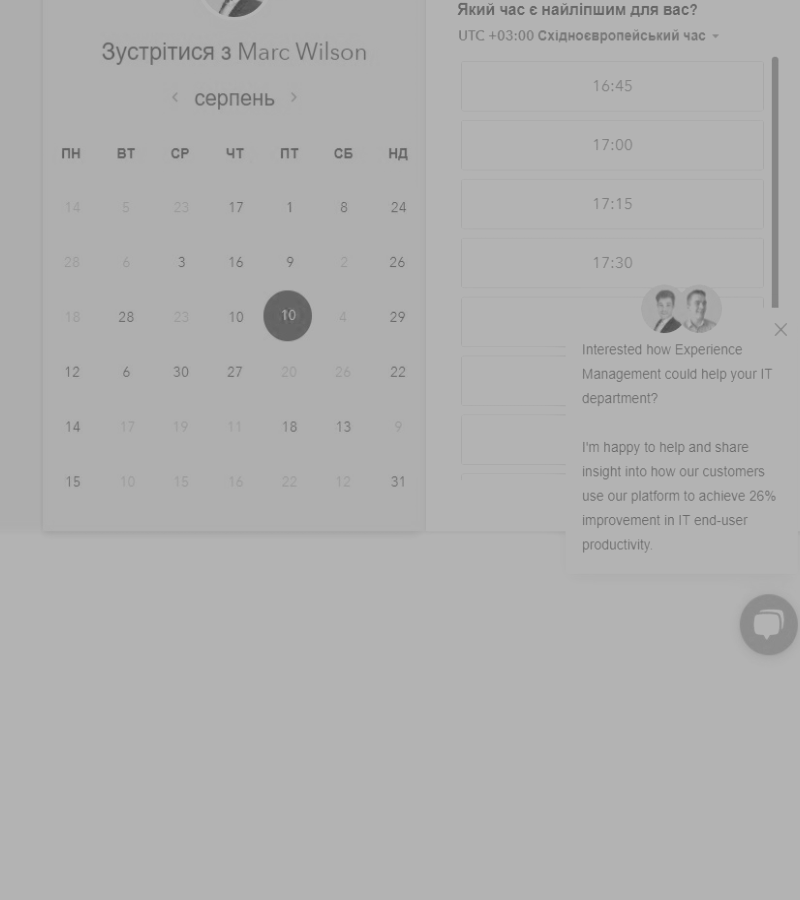 Зустрітися з Marc Wilson
серпень
ПН ВТ СР ЧТ ПТ СБ НД
14 5 23 17 1 8 24
28 6 3 16 9 2 26
18 28 23 10 10 4 29
12 6 30 27 20 26 22
14 17 19 11 18 13 9
15 10 15 16 22 12 31
Який час є найліпшим для вас?
UTC +03:00 Східноєвропейський час
16:45
17:00
17:15
17:30
Interested how Experience
Management could help your IT
department?
I'm happy to help and share
insight into how our customers
use our platform to achieve 26%
improvement in IT end-user
productivity.